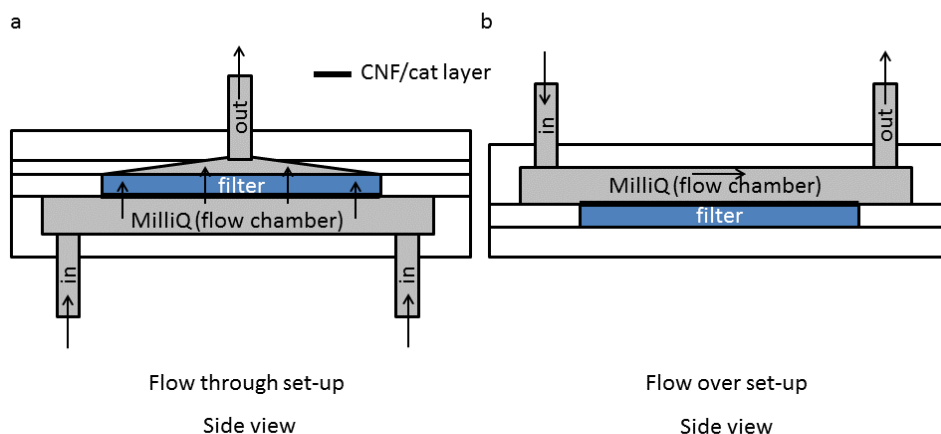 a
out
CNF/cat layer
filter
MilliQ (flow chamber)
in
in
Flow through set-up
Side view
b
in
out
MilliQ (flow chamber)
filter
Flow over set-up
Side view